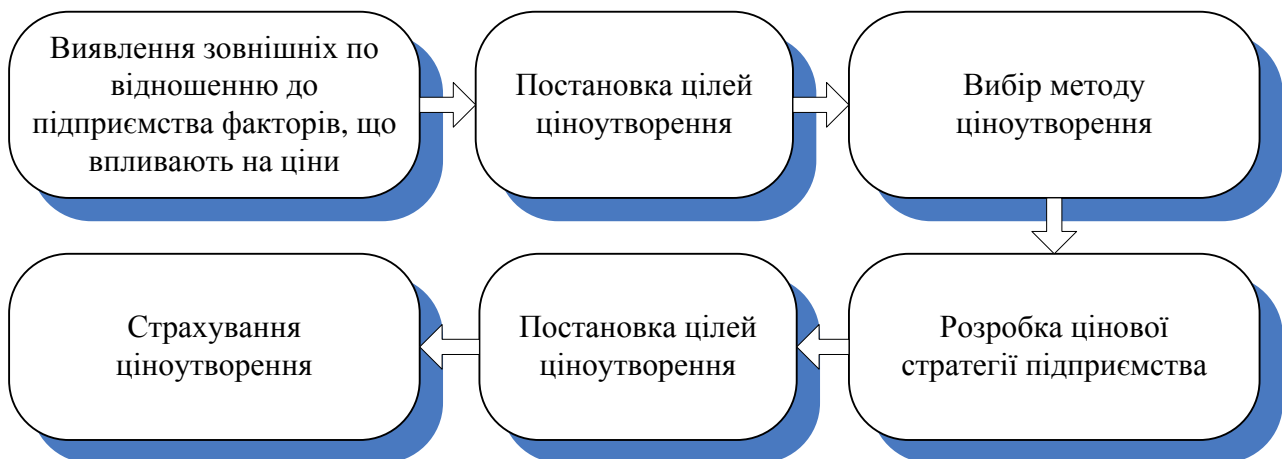 Виявлення зовнішніх по
відношенню до
підприємства факторів, що
впливають на ціни
Постановка цілей
ціноутворення
Вибір методу
ціноутворення
Розробка цінової
стратегії підприємства
Постановка цілей
ціноутворення
Страхування
ціноутворення